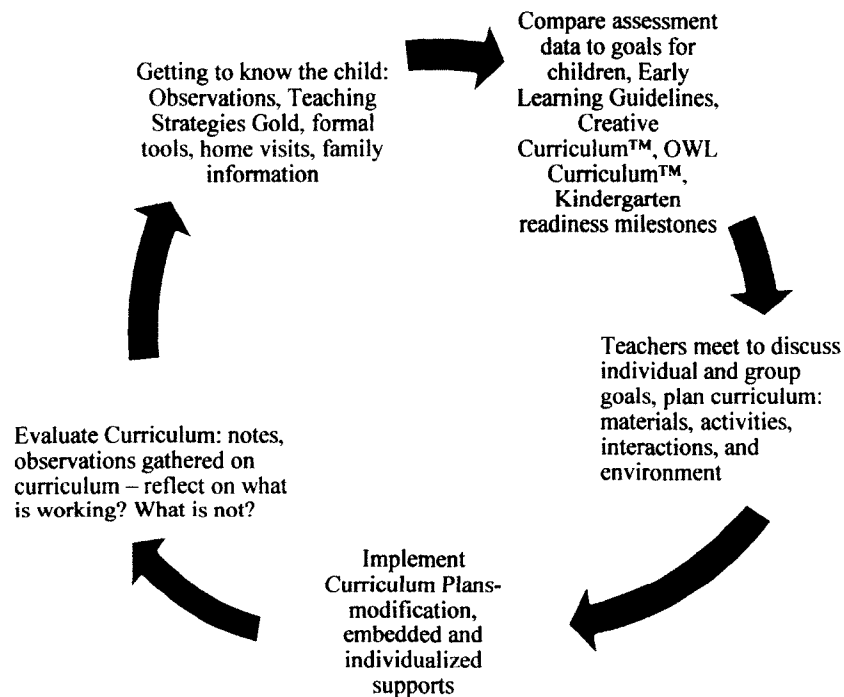 Getting to know the child:
Observations, Teaching
Strategies Gold, formal
tools, home visits, family
information
Compare assessment
data to goals for
children, Early
Learning Guidelines,
Creative
Curriculum™, OWL
Curriculum™,
Kindergarten
readiness milestones
Teachers meet to discuss
individual and group
goals, plan curriculum:
materials, activities,
interactions, and
environment
Implement
Curriculum Plans-
modification,
embedded and
individualized
supports
Evaluate Curriculum: notes,
observations gathered on
curriculum – reflect on what
is working? What is not?